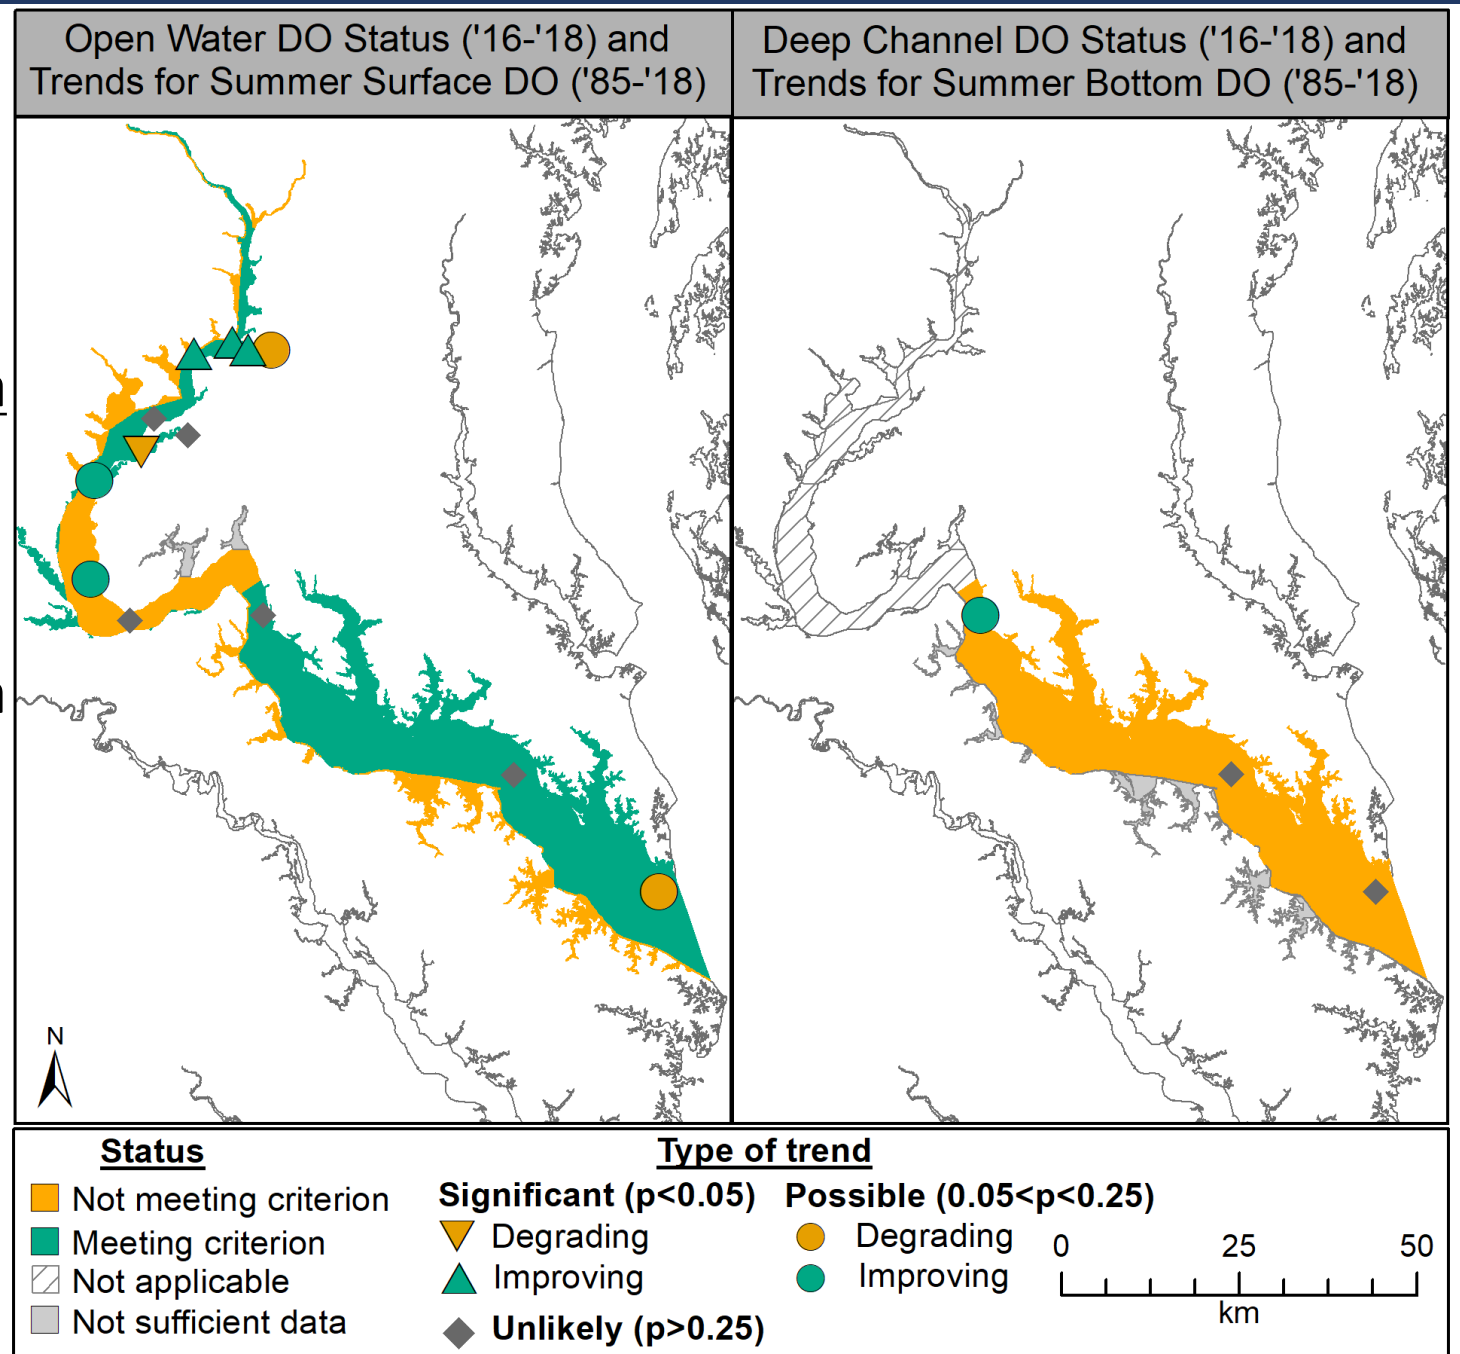 Open Water DO Status ('16-'18) and
Trends for Summer Surface DO ('85-'18)
Deep Channel DO Status ('16-'18) and
Trends for Summer Bottom DO ('85-'18)
N
Status
Not meeting criterion
Meeting criterion
Not applicable
Not sufficient data
Type of trend
Significant (p<0.05)
Degrading
Improving
Unlikely (p>0.25)
Possible (0.05<p<0.25)
Degrading
Improving
0 25 50
km